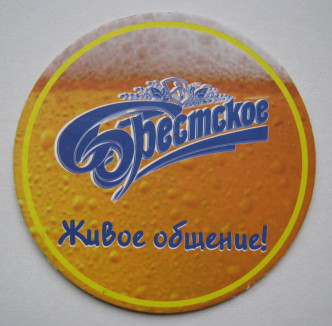 Брестское
Живое общение!